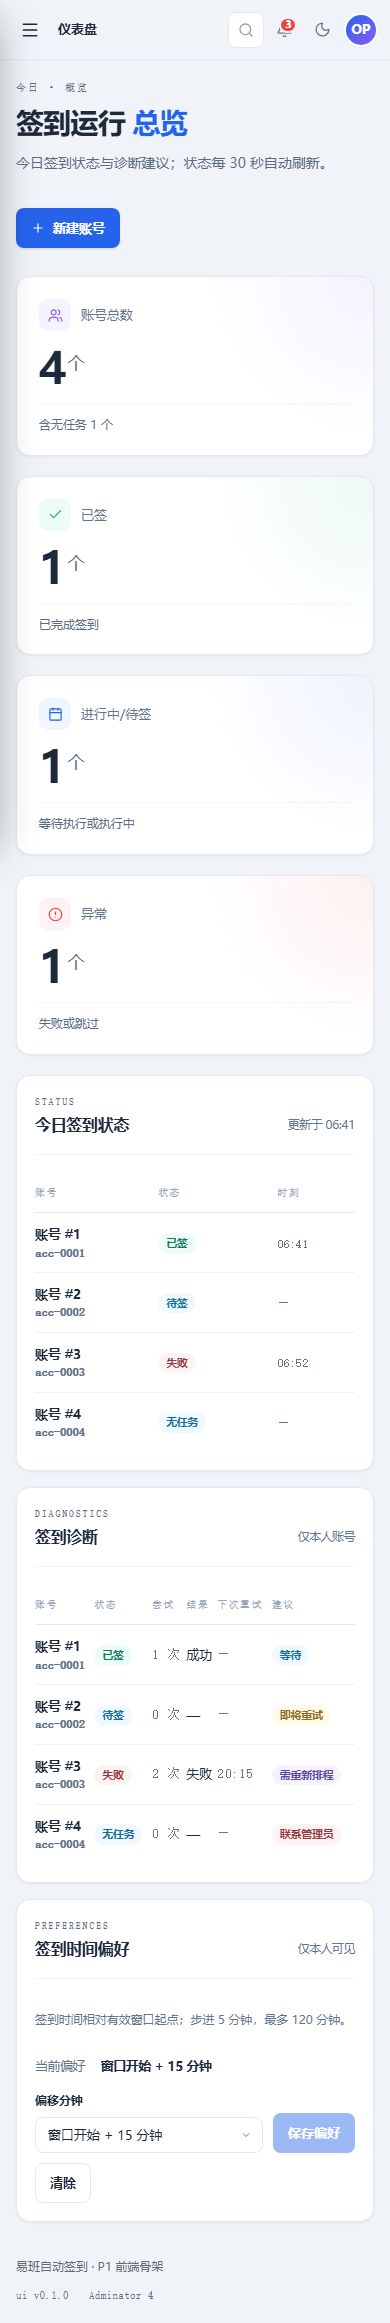 仪表盘
3
OP
今日 · 概览
签到运行 总览
今日签到状态与诊断建议；状态每 30 秒自动刷新。
+ 新建账号
账号总数
4个
含无任务 1 个
已签
1个
已完成签到
进行中/待签
1个
等待执行或执行中
异常
1个
失败或跳过
STATUS
今日签到状态 更新于 06:41
账号 状态 时刻
账号 #1 已签 06:41
acc-0001
账号 #2 待签 —
acc-0002
账号 #3 失败 06:52
acc-0003
账号 #4 无任务 —
acc-0004
DIAGNOSTICS
签到诊断 仅本人账号
账号 状态 尝试 结果 下次重试 建议
账号 #1 已签 1 次 成功 — 等待
acc-0001
账号 #2 待签 0 次 — — 即将重试
acc-0002
账号 #3 失败 2 次 失败 20:15 需重新排程
acc-0003
账号 #4 无任务 0 次 — — 联系管理员
acc-0004
PREFERENCES
签到时间偏好 仅本人可见
签到时间相对有效窗口起点；步进 5 分钟，最多 120 分钟。
当前偏好 窗口开始 + 15 分钟
偏移分钟
窗口开始 + 15 分钟 保存偏好
清除
易班自动签到 · P1 前端骨架
ui v0.1.0 Adminator 4